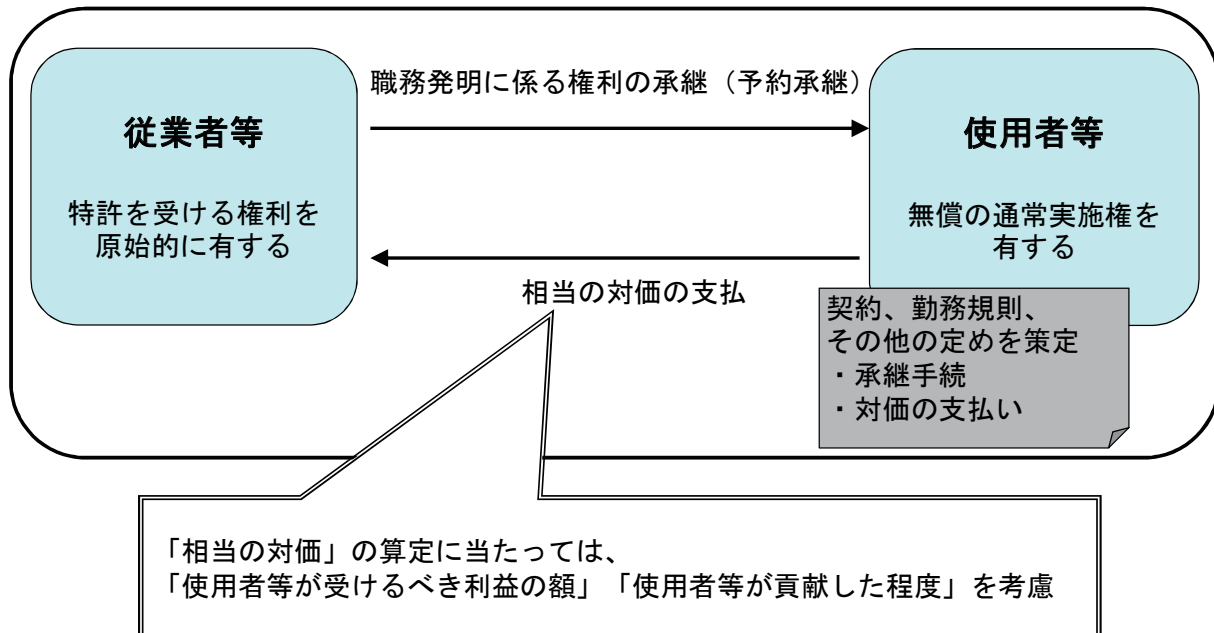 職務発明に係る権利の承継（予約承継）
従業者等
特許を受ける権利を
原始的に有する
使用者等
無償の通常実施権を
有する
相当の対価の支払
契約、勤務規則、
その他の定めを策定
・承継手続
・対価の支払い
「相当の対価」の算定に当たっては、
「使用者等が受けるべき利益の額」「使用者等が貢献した程度」を考慮